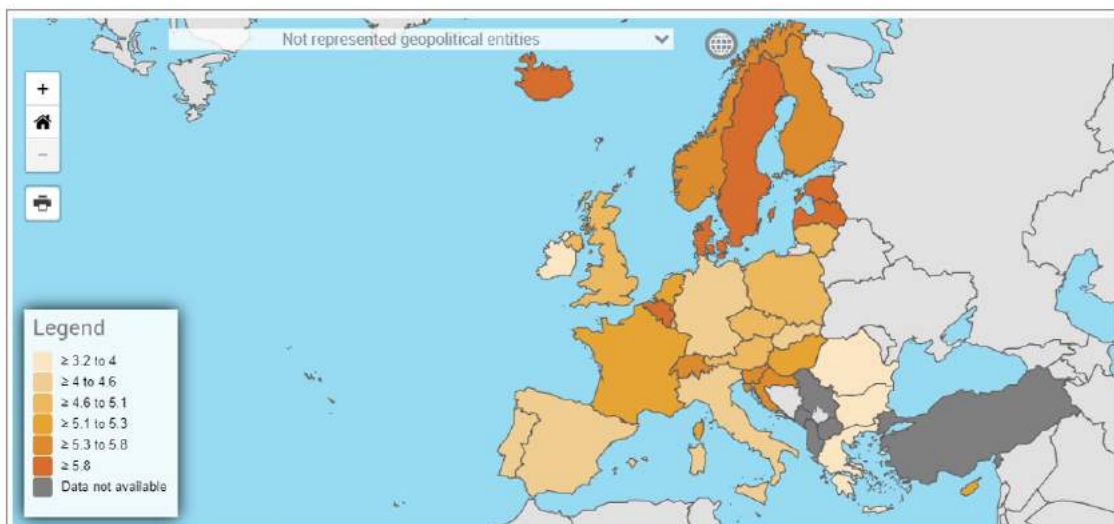 Not represented geopolitical entities
+
−
Legend
≥ 3.2 to 4
≥ 4 to 4.6
≥ 4.6 to 5.1
≥ 5.1 to 5.3
≥ 5.3 to 5.8
≥ 5.8
Data not available